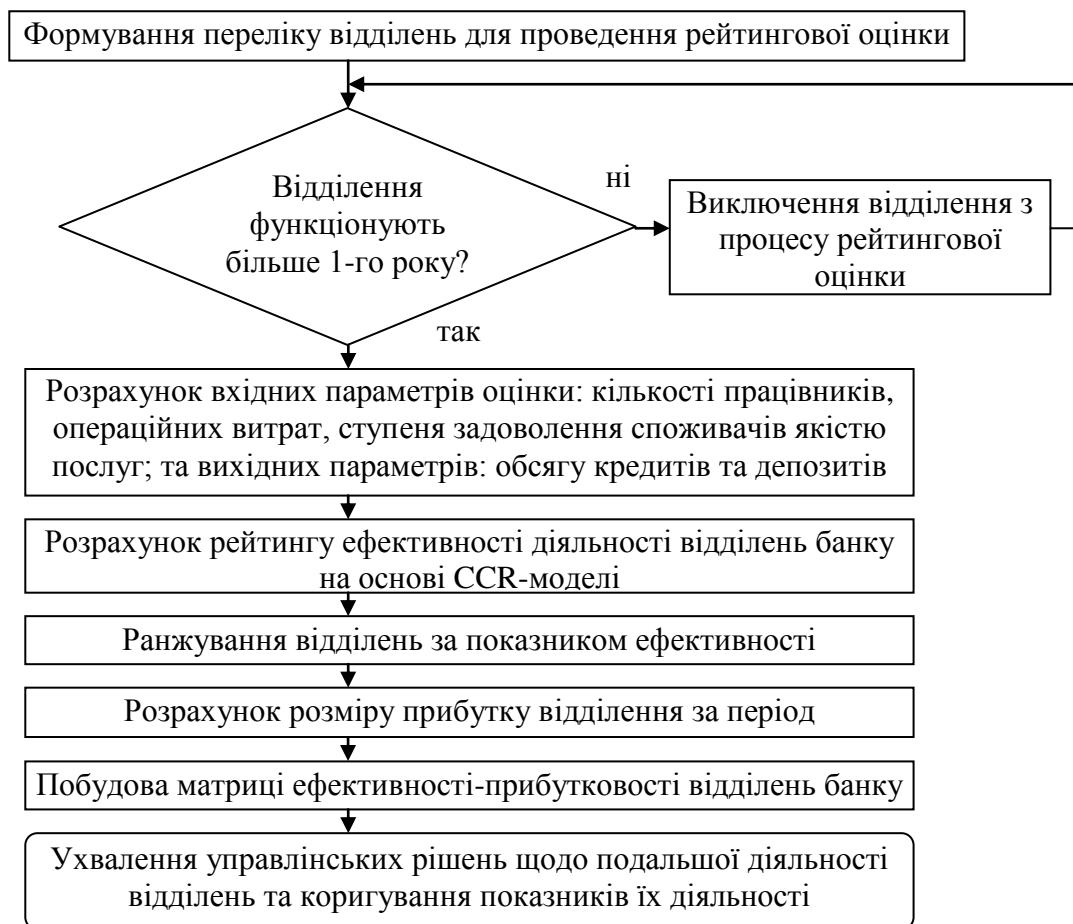 Формування переліку відділень для проведення рейтингової оцінки
Відділення
функціонують
більше 1-го року?
ні
Виключення відділення з
процесу рейтингової
оцінки
так
Розрахунок вхідних параметрів оцінки: кількості працівників,
операційних витрат, ступеня задоволення споживачів якістю
послуг; та вихідних параметрів: обсягу кредитів та депозитів
Розрахунок рейтингу ефективності діяльності відділень банку
на основі CCR-моделі
Ранжування відділень за показником ефективності
Розрахунок розміру прибутку відділення за період
Побудова матриці ефективності-прибутковості відділень банку
Ухвалення управлінських рішень щодо подальшої діяльності
відділень та коригування показників їх діяльності